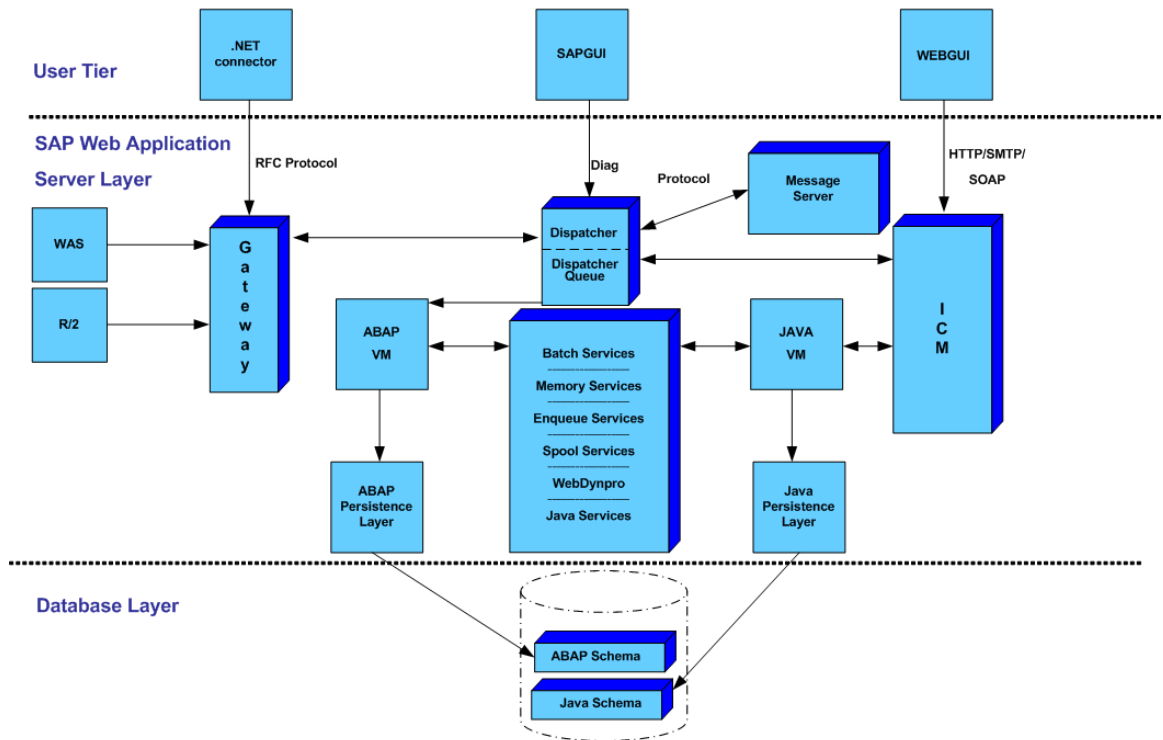 .NET
connector
SAPGUI
WEBGUI
User Tier
SAP Web Application
Server Layer
RFC Protocol
Diag
Protocol
HTTP/SMTP/
SOAP
Message
Server
WAS
R/2
Gateway
Dispatcher
Dispatcher
Queue
ICM
ABAP
VM
JAVA
VM
Batch Services
Memory Services
Enqueue Services
Spool Services
WebDynpro
Java Services
ABAP
Persistence
Layer
Java
Persistence
Layer
Database Layer
ABAP Schema
Java Schema